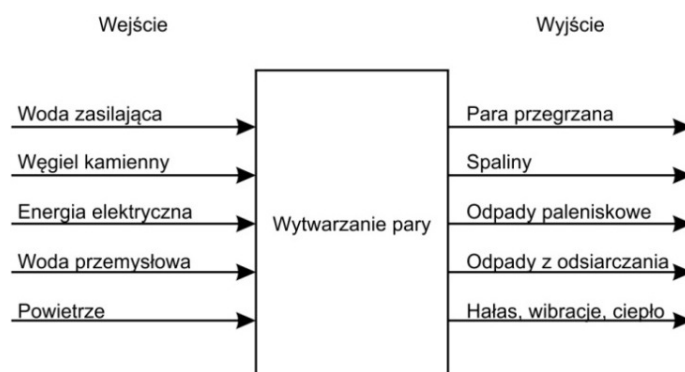 Wejście
Wyjście
Woda zasilająca
Para przegrzana
Węgiel kamienny
Spaliny
Energia elektryczna
Wytwarzanie pary
Odpady paleniskowe
Woda przemysłowa
Odpady z odsiarczania
Powietrze
Hałas, wibracje, ciepło